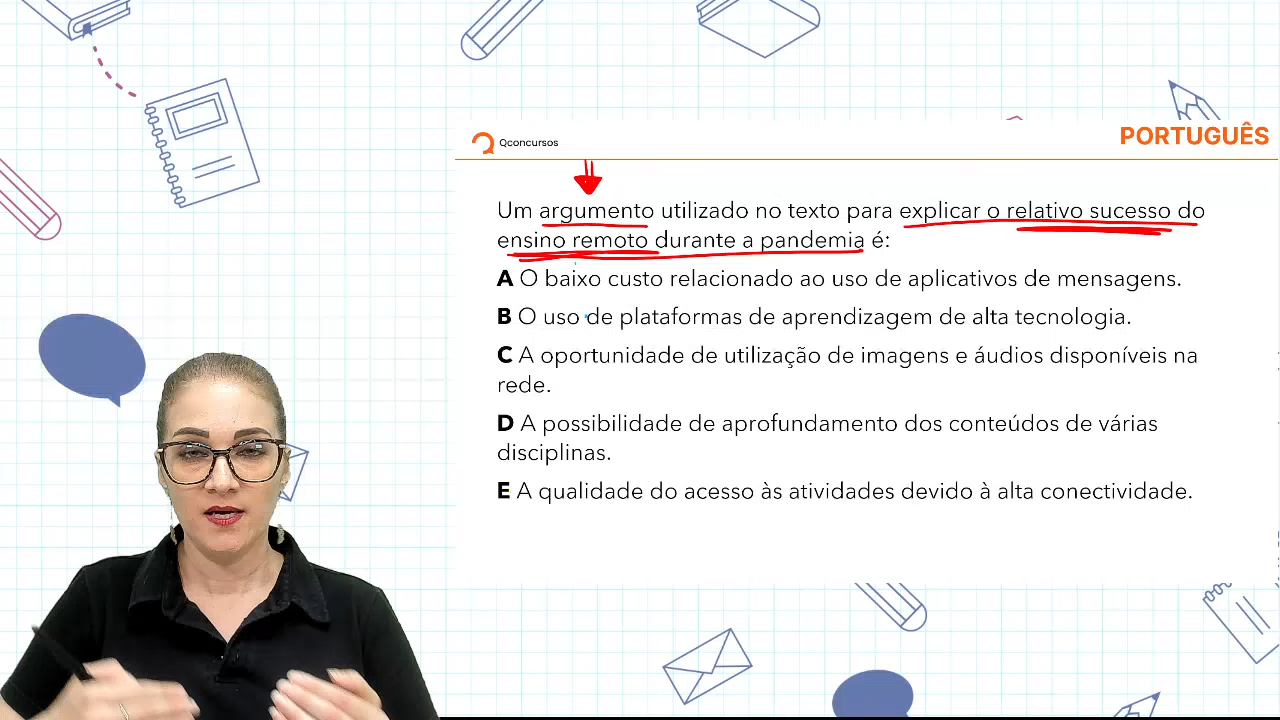 Qconcursos
PORTUGUÊS
Um argumento utilizado no texto para explicar o relativo sucesso do
ensino remoto durante a pandemia é:
A O baixo custo relacionado ao uso de aplicativos de mensagens.
B O uso de plataformas de aprendizagem de alta tecnologia.
C A oportunidade de utilização de imagens e áudios disponíveis na
rede.
D A possibilidade de aprofundamento dos conteúdos de várias
disciplinas.
E A qualidade do acesso às atividades devido à alta conectividade.